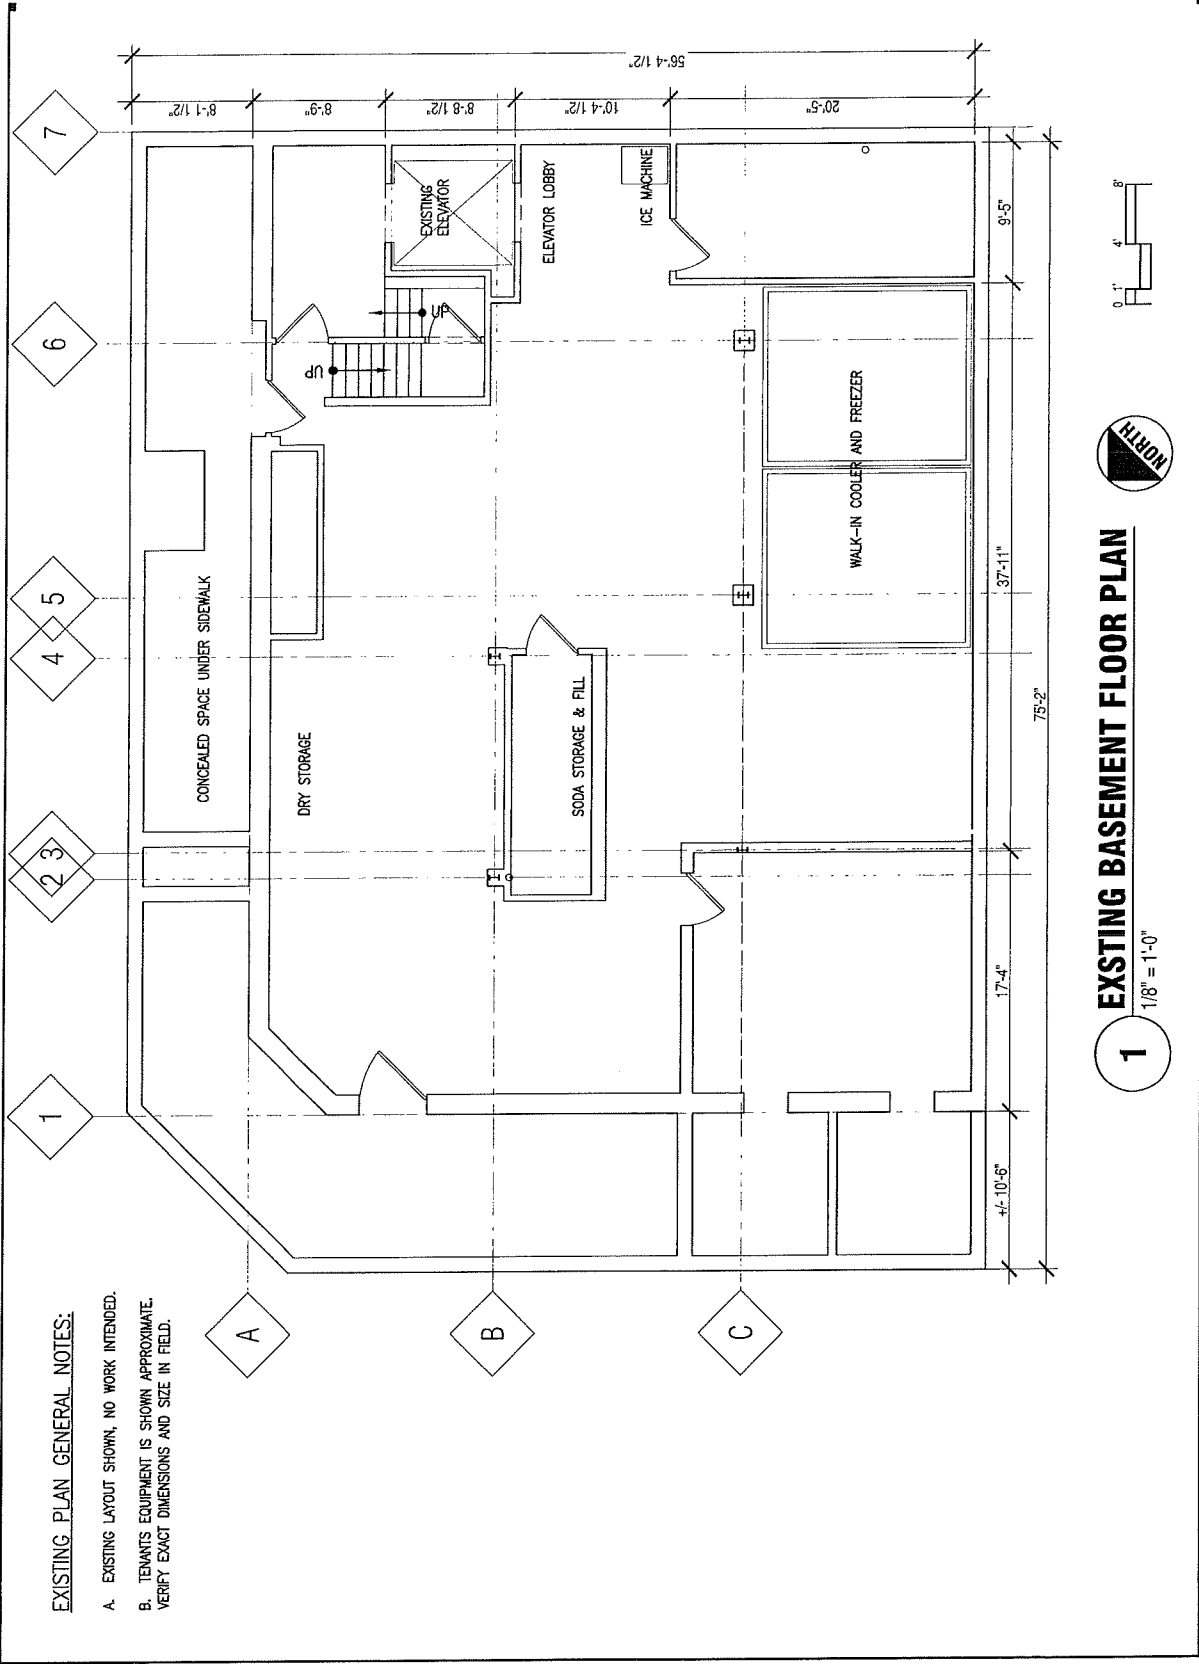 EXISTING PLAN GENERAL NOTES:
A. EXISTING LAYOUT SHOWN, NO WORK INTENDED.
B. TENANTS EQUIPMENT IS SHOWN APPROXIMATE.
VERIFY EXACT DIMENSIONS AND SIZE IN FIELD.
1
2
3
4
5
6
7
A
B
C
CONCEALED SPACE UNDER SIDEWALK
DRY STORAGE
SODA STORAGE & FILL
UP
UP
EXISTING
ELEVATOR
ELEVATOR LOBBY
ICE MACHINE
WALK-IN COOLER AND FREEZER
8'-1 1/2"
8'-9"
8'-8 1/2"
10'-4 1/2"
20'-5"
56'-4 1/2"
+/- 10'-6"
17'-4"
37'-11"
9'-5"
75'-2"
1
EXSTING BASEMENT FLOOR PLAN
1/8" = 1'-0"
NORTH
0 1' 4' 8'